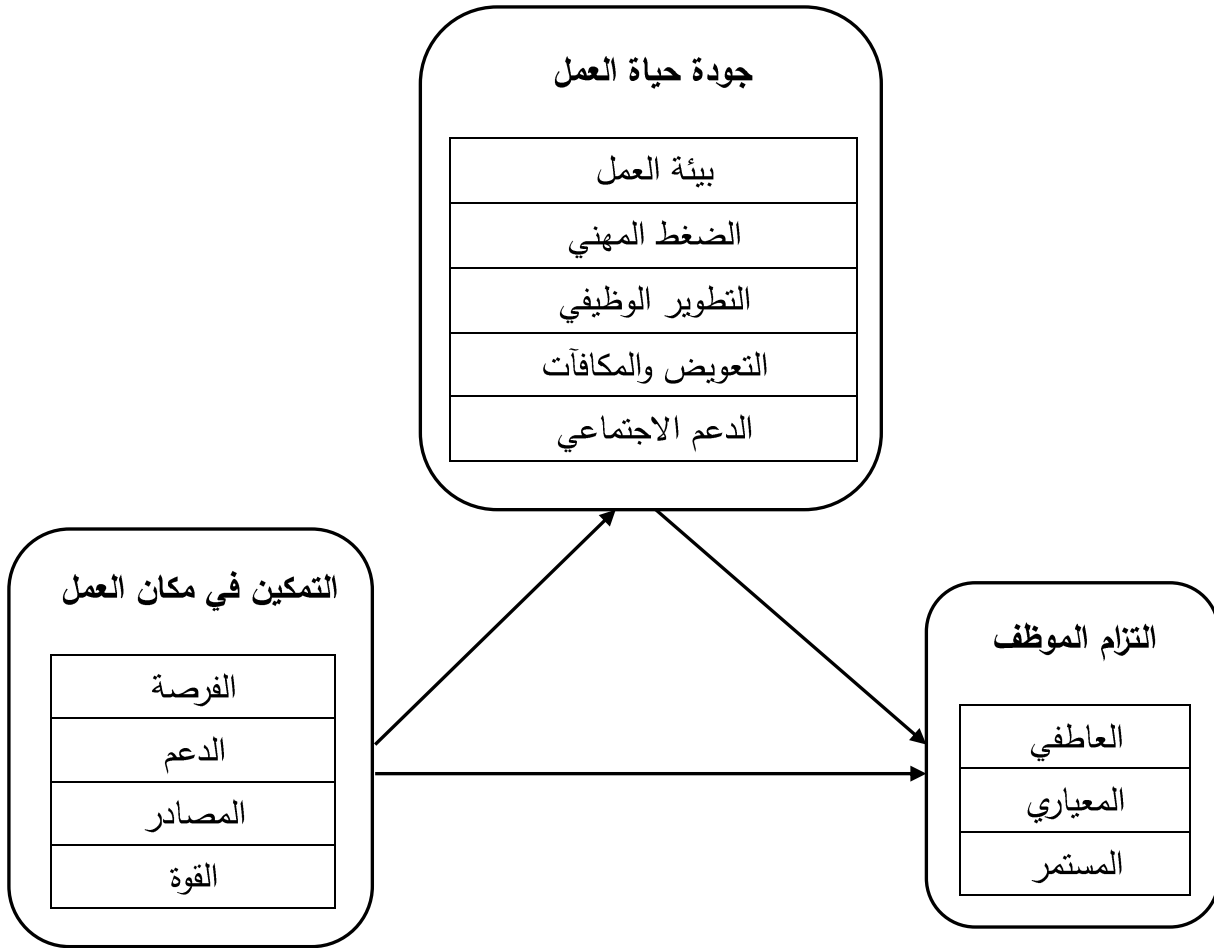 جودة حياة العمل
بيئة العمل
الضغط المهني
التطوير الوظيفي
التعويض والمكافآت
الدعم الاجتماعي
التمكين في مكان العمل
الفرصة
الدعم
المصادر
القوة
التزام الموظف
العاطفي
المعياري
المستمر